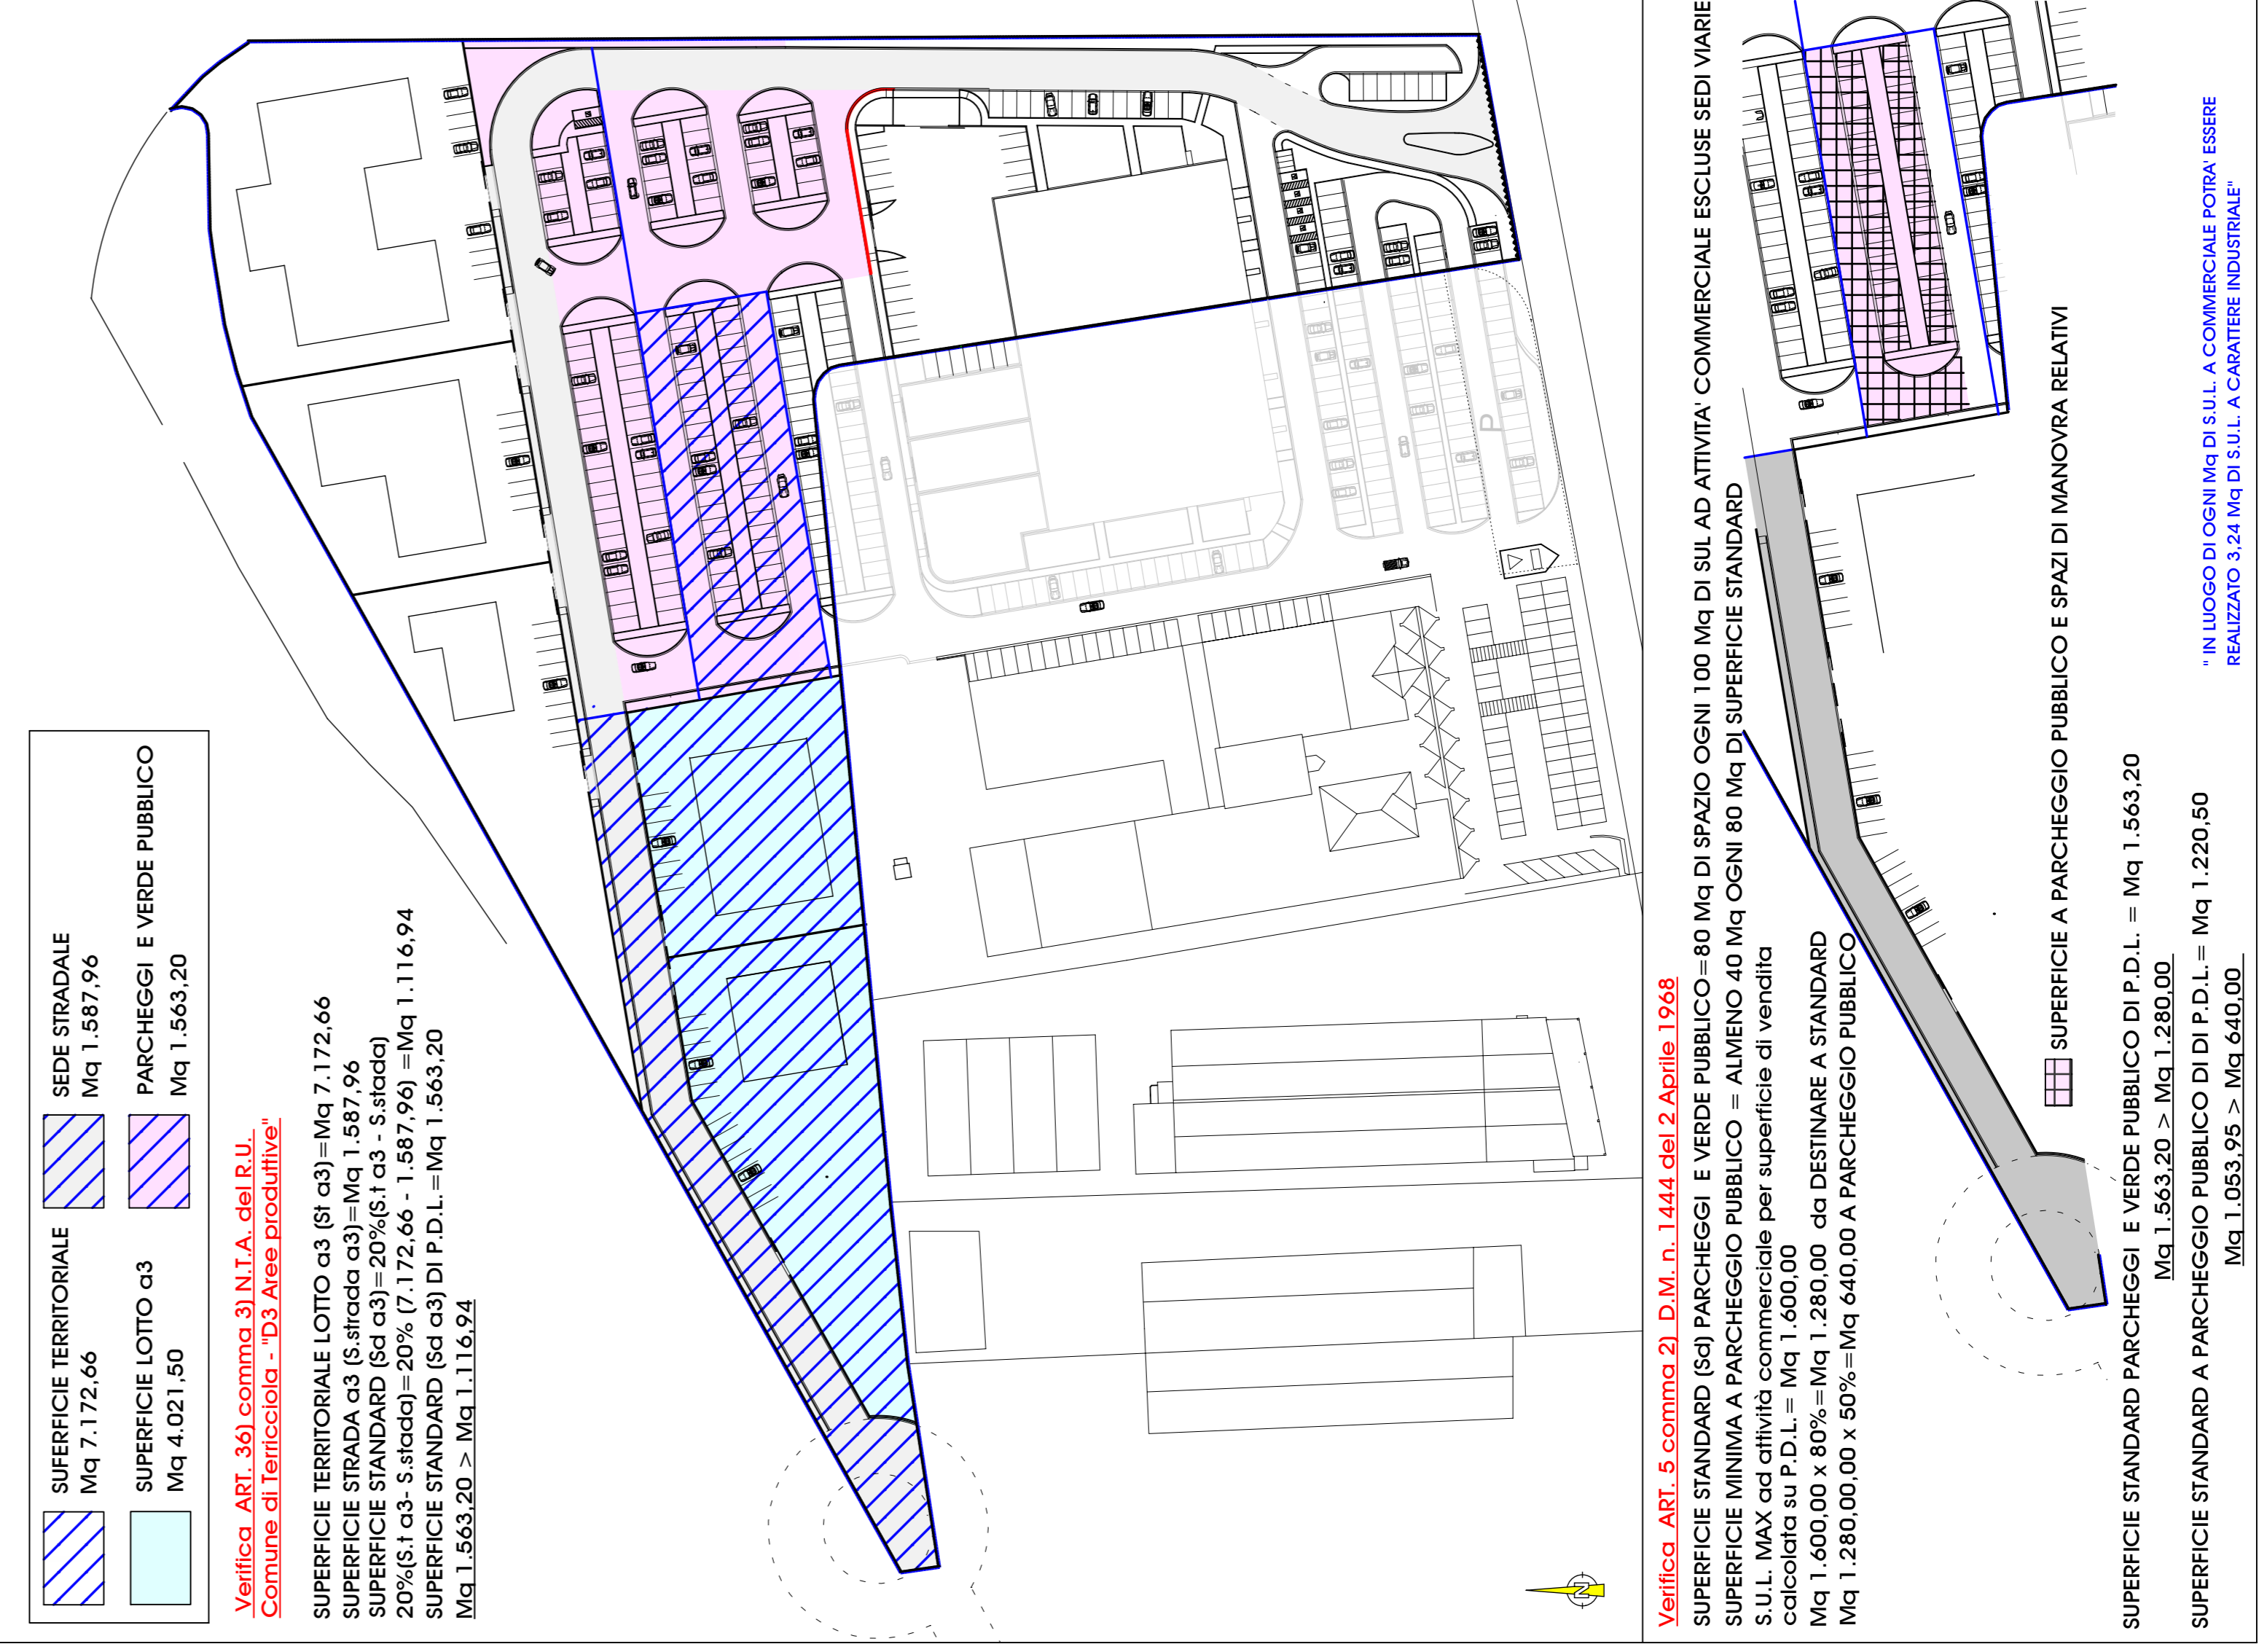 SUFERFICIE TERRITORIALE
Mq 7.172,66
SEDE STRADALE
Mq 1.587,96
SUPERFICIE LOTTO a3
Mq 4.021,50
PARCHEGGI E VERDE PUBBLICO
Mq 1.563,20
Verifica ART. 36) comma 3) N.T.A. del R.U.
Comune di Terricciola - "D3 Aree produttive"
SUPERFICIE TERRITORIALE LOTTO a3 (St a3)=Mq 7.172,66
SUPERFICIE STRADA a3 (S.strada a3)=Mq 1.587,96
SUPERFICIE STANDARD (Sd a3)=20%(S.t a3 - S.stada)
20%(S.t a3- S.stada)=20% (7.172,66 - 1.587,96) =Mq 1.116,94
SUPERFICIE STANDARD (Sd a3) DI P.D.L.=Mq 1.563,20
Mq 1.563,20 > Mq 1.116,94
P
N
Verifica ART. 5 comma 2) D.M. n. 1444 del 2 Aprile 1968
SUPERFICIE STANDARD (Sd) PARCHEGGI E VERDE PUBBLICO=80 Mq DI SPAZIO OGNI 100 Mq DI SUL AD ATTIVITA' COMMERCIALE ESCLUSE SEDI VIARIE
SUPERFICIE MINIMA A PARCHEGGIO PUBBLICO = ALMENO 40 Mq OGNI 80 Mq DI SUPERFICIE STANDARD
S.U.L. MAX ad attività commerciale per superficie di vendita
calcolata su P.D.L.= Mq 1.600,00
Mq 1.600,00 x 80%=Mq 1.280,00 da DESTINARE A STANDARD
Mq 1.280,00,00 x 50%=Mq 640,00 A PARCHEGGIO PUBBLICO
SUPERFICIE A PARCHEGGIO PUBBLICO E SPAZI DI MANOVRA RELATIVI
SUPERFICIE STANDARD PARCHEGGI E VERDE PUBBLICO DI P.D.L. = Mq 1.563,20
Mq 1.563,20 > Mq 1.280,00
SUPERFICIE STANDARD A PARCHEGGIO PUBBLICO DI DI P.D.L.= Mq 1.220,50
Mq 1.053,95 > Mq 640,00
" IN LUOGO DI OGNI Mq DI S.U.L. A COMMERCIALE POTRA' ESSERE
REALIZZATO 3,24 Mq DI S.U.L. A CARATTERE INDUSTRIALE"